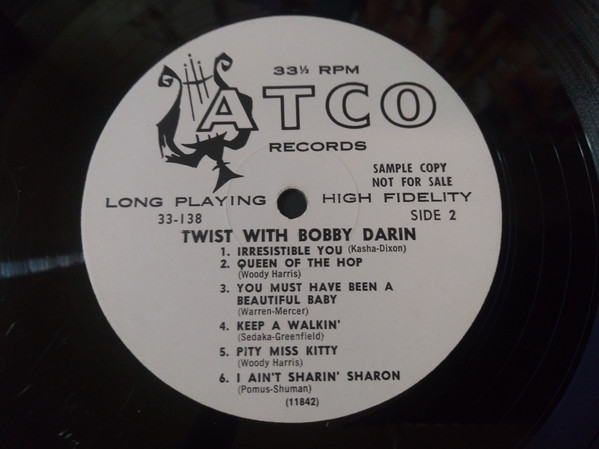 33⅓ RPM
ATCO
RECORDS
SAMPLE COPY
NOT FOR SALE
LONG PLAYING HIGH FIDELITY
33-138 SIDE 2
TWIST WITH BOBBY DARIN
1. IRRESISTIBLE YOU (Kasha-Dixon)
2. QUEEN OF THE HOP
(Woody Harris)
3. YOU MUST HAVE BEEN A
BEAUTIFUL BABY
(Warren-Mercer)
4. KEEP A WALKIN'
(Sedaka-Greenfield)
5. PITY MISS KITTY
(Woody Harris)
6. I AIN'T SHARIN' SHARON
(Pomus-Shuman)
(11842)